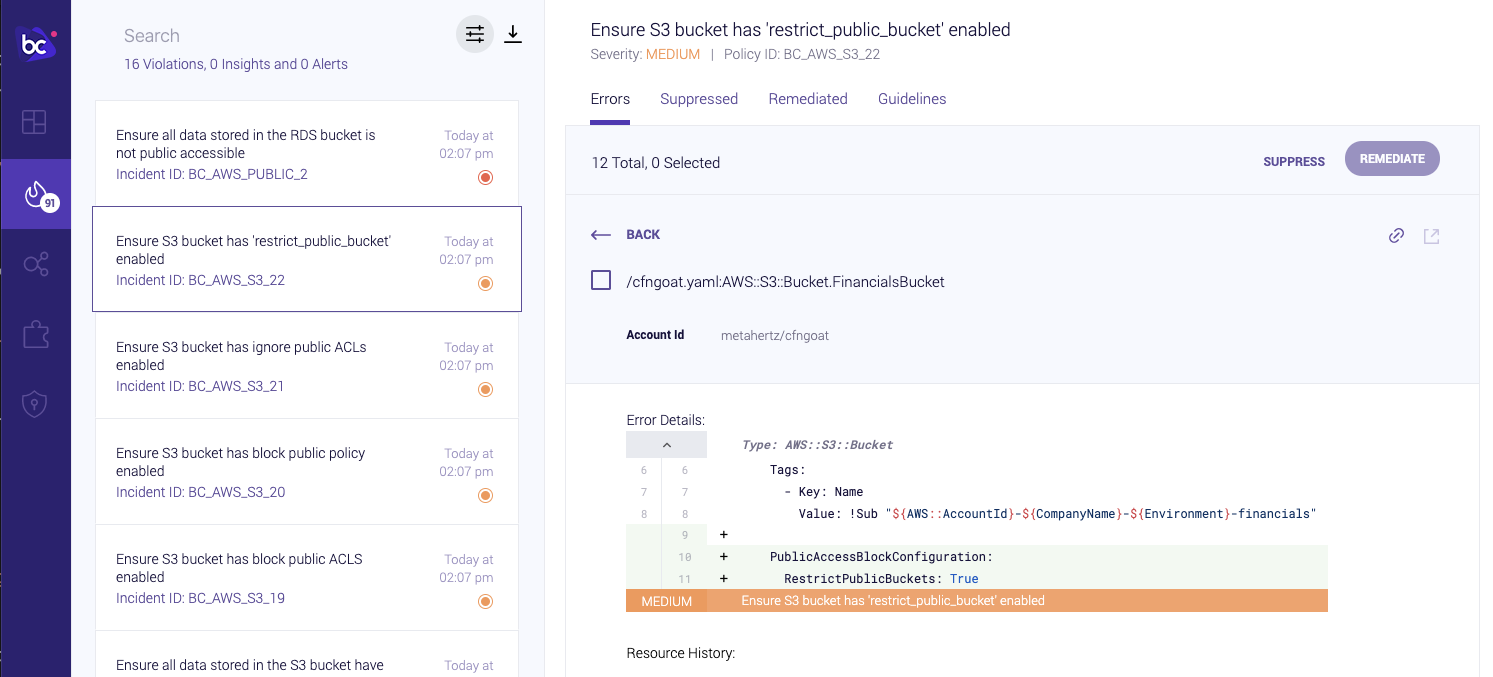 bc
91
Search
16 Violations, 0 Insights and 0 Alerts
Ensure all data stored in the RDS bucket is
not public accessible
Incident ID: BC_AWS_PUBLIC_2
Today at
02:07 pm
Ensure S3 bucket has 'restrict_public_bucket'
enabled
Incident ID: BC_AWS_S3_22
Today at
02:07 pm
Ensure S3 bucket has ignore public ACLs
enabled
Incident ID: BC_AWS_S3_21
Today at
02:07 pm
Ensure S3 bucket has block public policy
enabled
Incident ID: BC_AWS_S3_20
Today at
02:07 pm
Ensure S3 bucket has block public ACLS
enabled
Incident ID: BC_AWS_S3_19
Today at
02:07 pm
Ensure all data stored in the S3 bucket have
Today at
Ensure S3 bucket has 'restrict_public_bucket' enabled
Severity: MEDIUM | Policy ID: BC_AWS_S3_22
Errors Suppressed Remediated Guidelines
12 Total, 0 Selected
SUPPRESS REMEDIATE
BACK
/cfngoat.yaml:AWS::S3::Bucket.FinancialsBucket
Account Id metahertz/cfngoat
Error Details:
Type: AWS::S3::Bucket
6 6 Tags:
7 7 - Key: Name
8 8 Value: !Sub "${AWS::AccountId}-${CompanyName}-${Environment}-financials"
9 +
10 + PublicAccessBlockConfiguration:
11 + RestrictPublicBuckets: True
MEDIUM Ensure S3 bucket has 'restrict_public_bucket' enabled
Resource History: